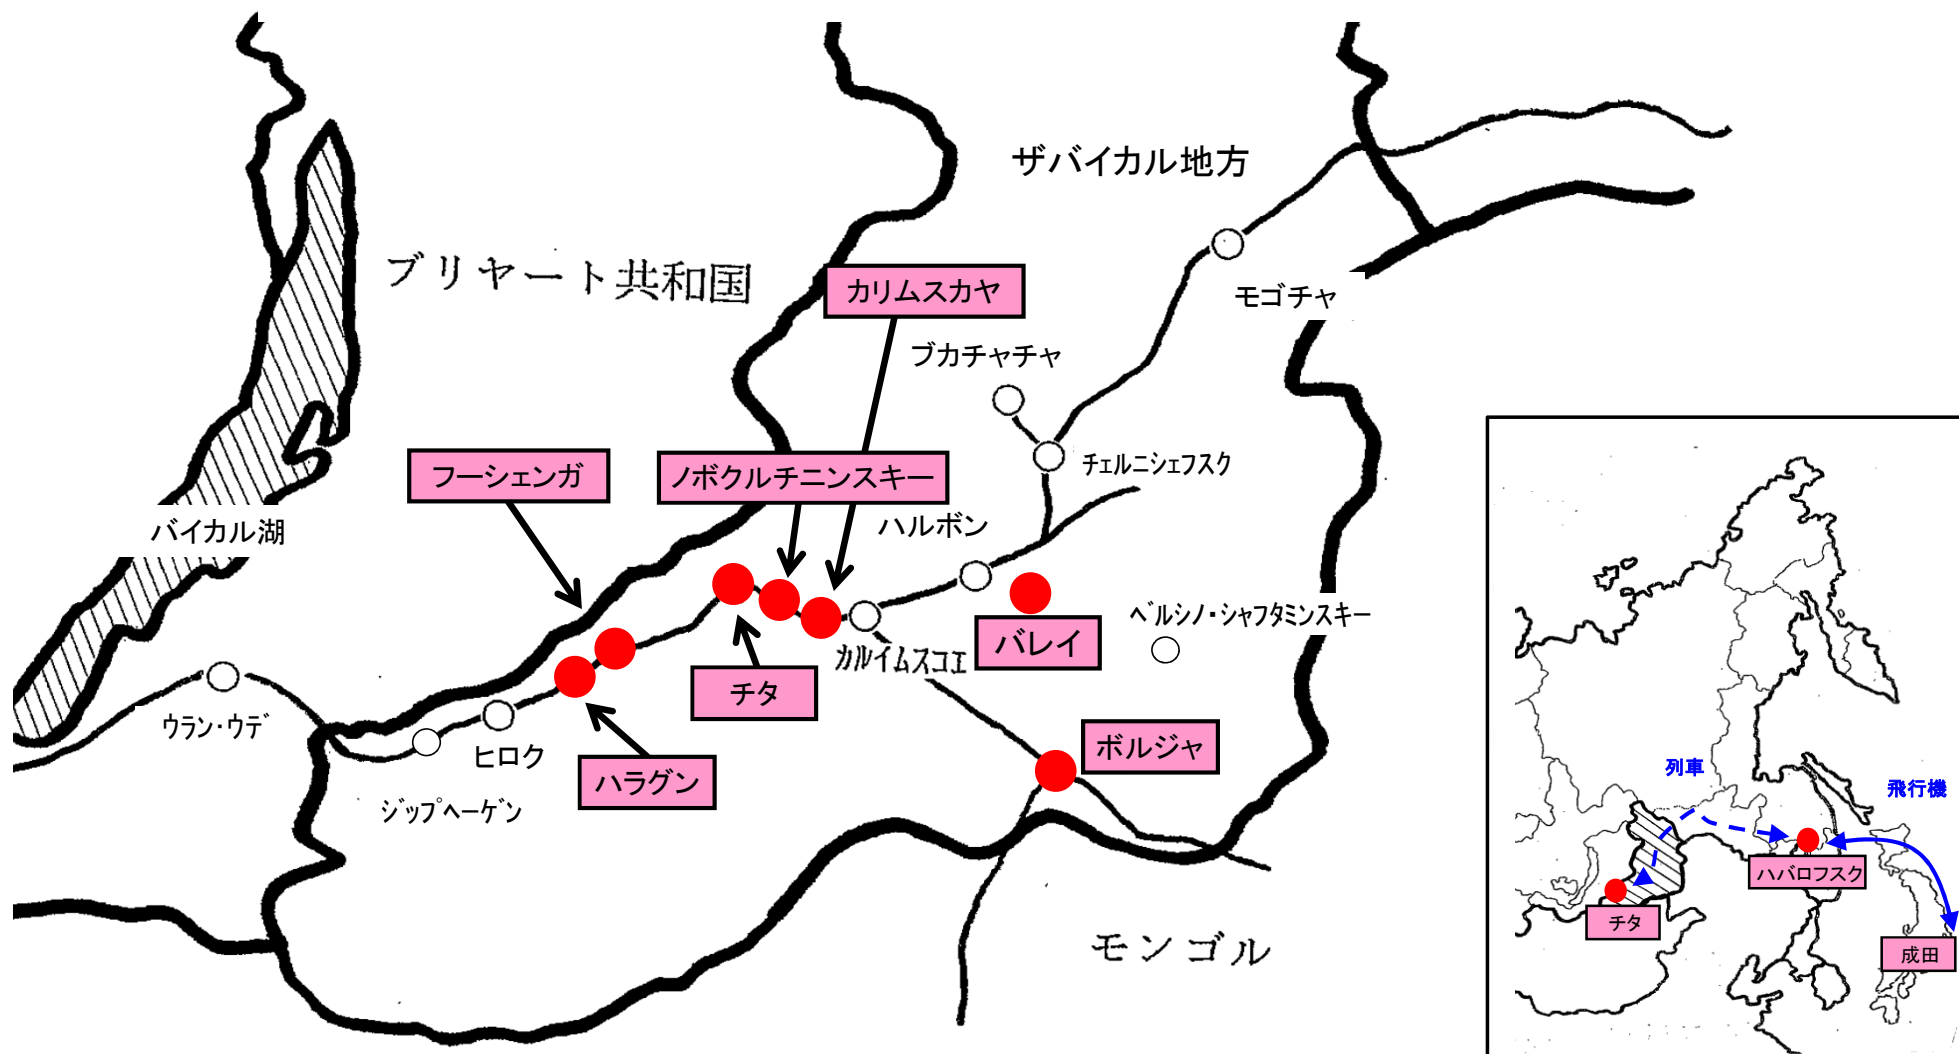 ザバイカル地方
ブリヤート共和国
カリムスカヤ
モゴチャ
ブカチャチャ
フーシェンガ
ノボクルチニンスキー
チェルニシェフスク
ハルボン
バイカル湖
ベルシノ・シャフタミンスキー
バレイ
カルイムスコエ
チタ
ウラン・ウデ
ヒロク
ハラグン
ボルジャ
ジップヘーゲン
モンゴル
列車
飛行機
ハバロフスク
チタ
成田